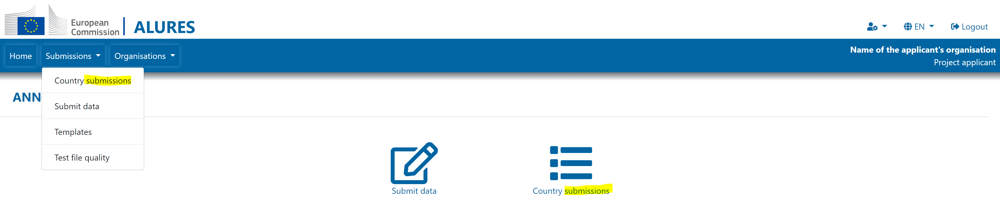 European
Commission
ALURES
EN
Logout
Home
Submissions
Organisations
Name of the applicant's organisation
Project applicant
Country submissions
ANN
Submit data
Templates
Test file quality
Submit data
Country submissions